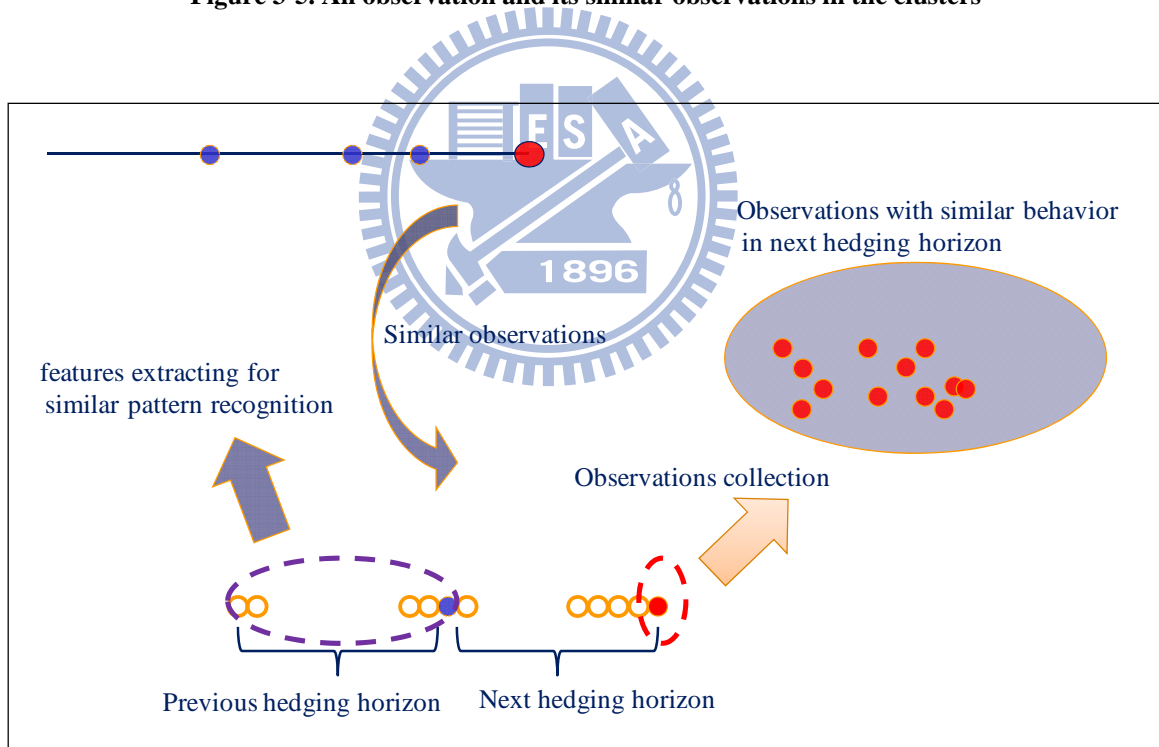 Figure 3-3. An observation and its similar observations in the clusters
E S A
1896
Observations with similar behavior
in next hedging horizon
Similar observations
features extracting for
similar pattern recognition
Observations collection
Previous hedging horizon
Next hedging horizon